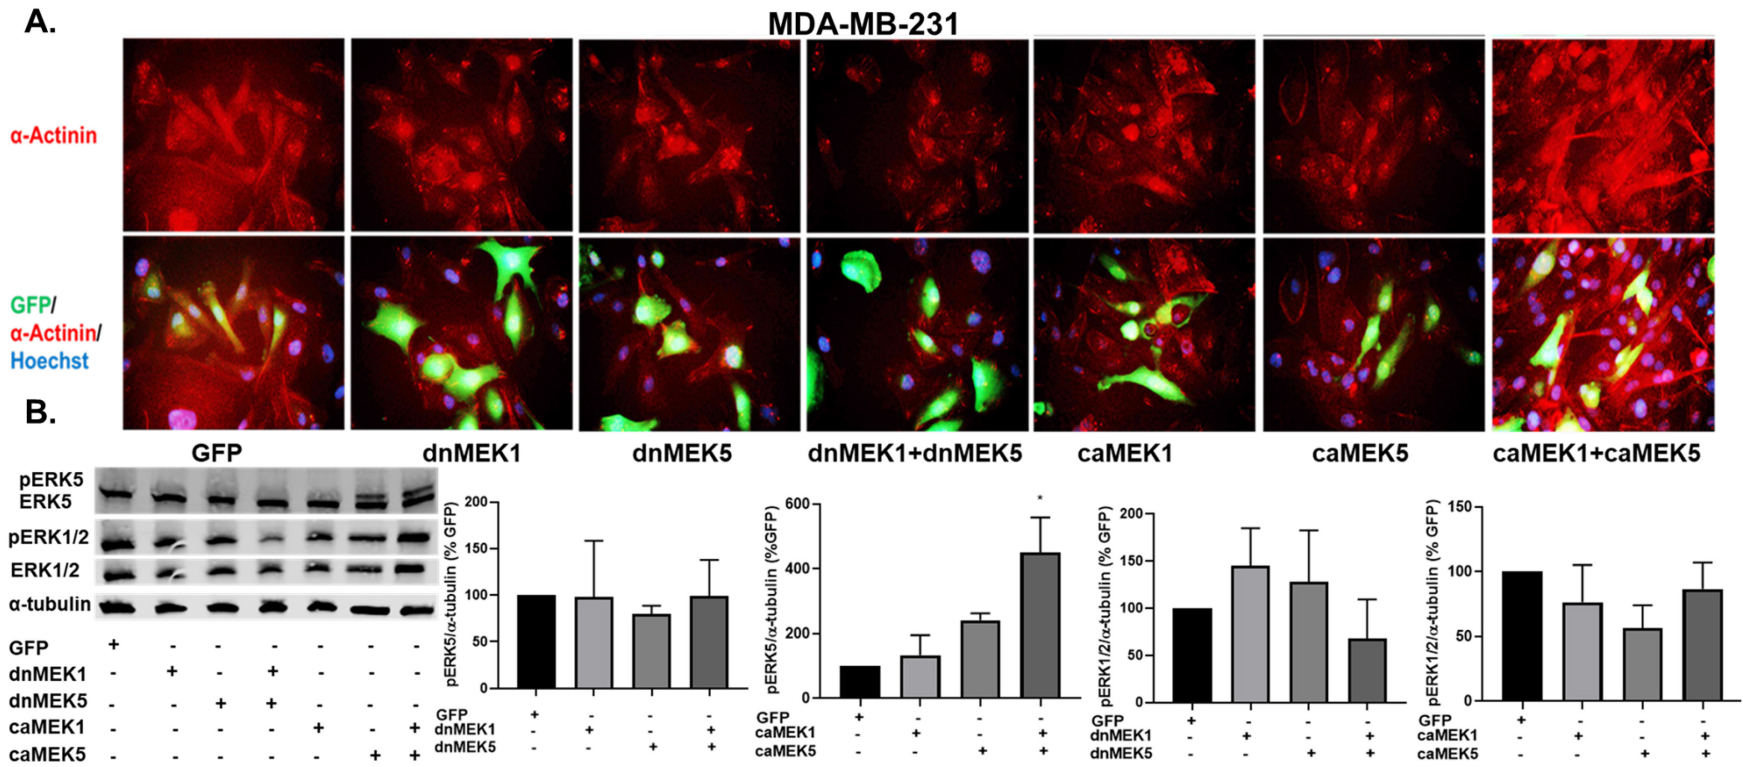 A.
MDA-MB-231
α-Actinin
GFP/
α-Actinin/
Hoechst
GFP dnMEK1 dnMEK5 dnMEK1+dnMEK5 caMEK1 caMEK5 caMEK1+caMEK5
B.
pERK5
ERK5
pERK1/2
ERK1/2
α-tubulin
GFP + - - - - - -
dnMEK1 - + - + - - -
dnMEK5 - - + + - - -
caMEK1 - - - - + - +
caMEK5 - - - - - + +
pERK5/α-tubulin (% GFP)
200
150
100
50
0
GFP + - - -
dnMEK1 - + - +
dnMEK5 - - + +
pERK5/α-tubulin (%GFP)
600
400
200
0
*
GFP + - - -
caMEK1 - + - +
caMEK5 - - + +
pERK1/2/α-tubulin (% GFP)
200
150
100
50
0
GFP + - - -
dnMEK1 - + - +
dnMEK5 - - + +
pERK1/2/α-tubulin (% GFP)
150
100
50
0
GFP + - - -
caMEK1 - + - +
caMEK5 - - + +